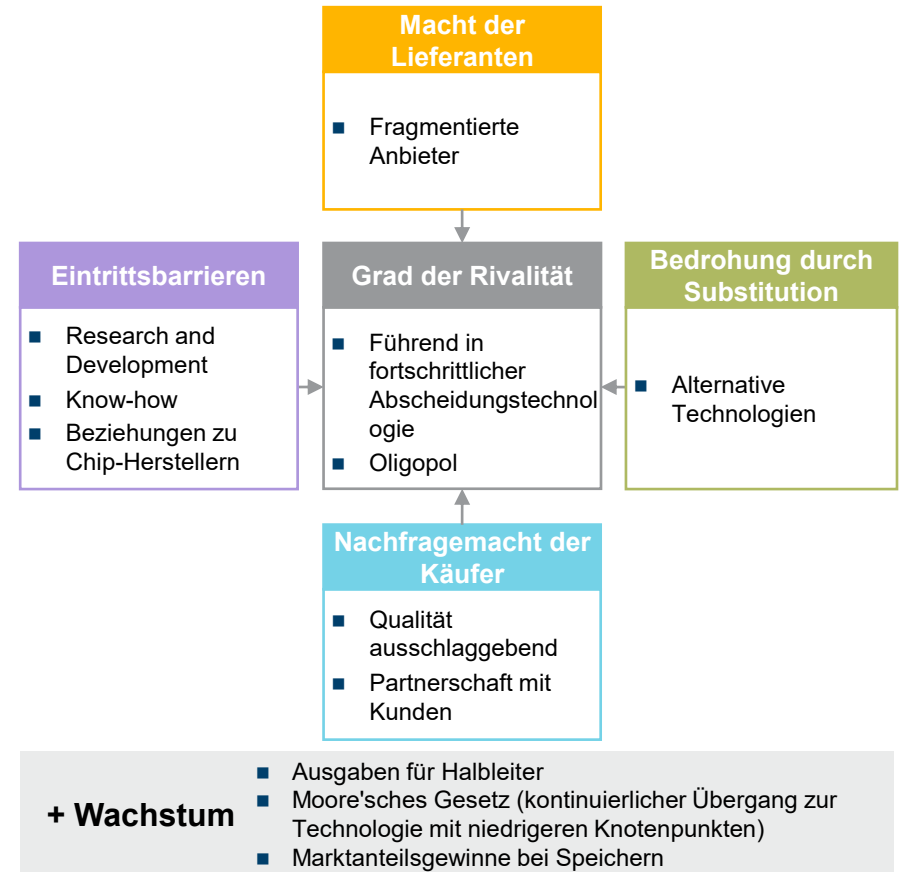 Macht der
Lieferanten
Fragmentierte
Anbieter
Eintrittsbarrieren
Research and
Development
Know-how
Beziehungen zu
Chip-Herstellern
Grad der Rivalität
Führend in
fortschrittlicher
Abscheidungstechnol
ogie
Oligopol
Bedrohung durch
Substitution
Alternative
Technologien
Nachfragemacht der
Käufer
Qualität
ausschlaggebend
Partnerschaft mit
Kunden
+ Wachstum
Ausgaben für Halbleiter
Moore'sches Gesetz (kontinuierlicher Übergang zur
Technologie mit niedrigeren Knotenpunkten)
Marktanteilsgewinne bei Speichern